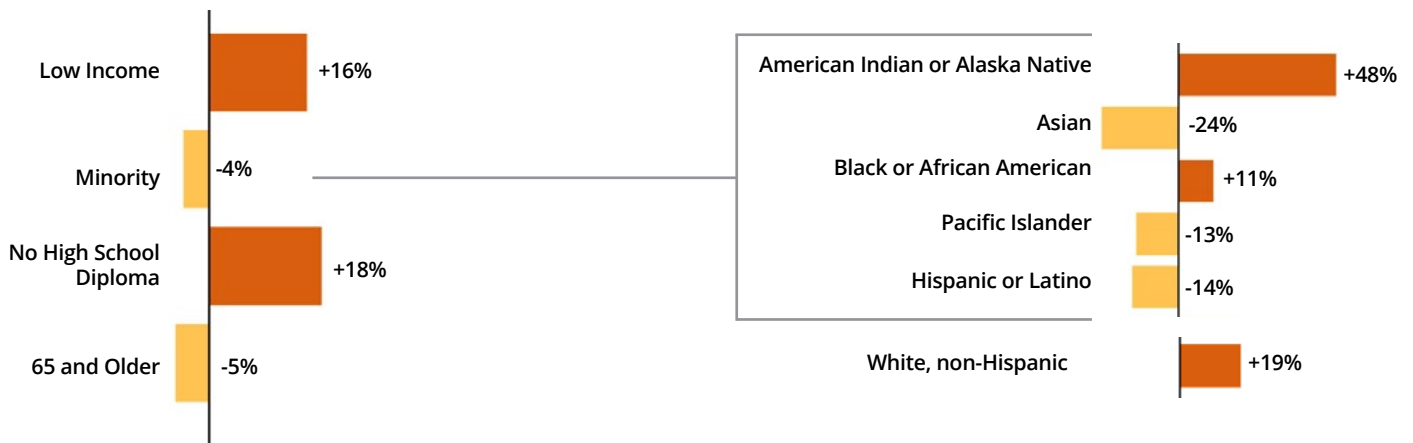 Low Income
+16%
Minority
-4%
No High School
Diploma
+18%
65 and Older
-5%
American Indian or Alaska Native
+48%
Asian
-24%
Black or African American
+11%
Pacific Islander
-13%
Hispanic or Latino
-14%
White, non-Hispanic
+19%